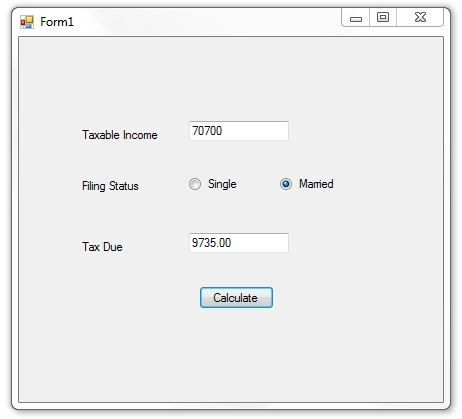 Form1
Taxable Income 70700
Filing Status Single Married
Tax Due 9735.00
Calculate